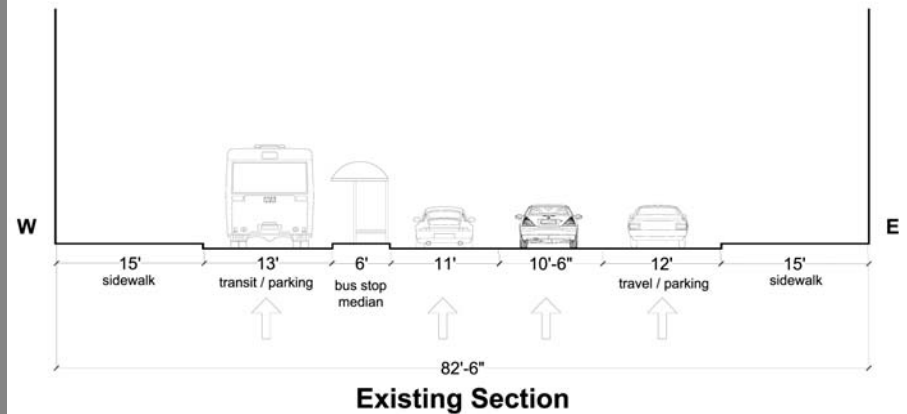 W
E
15' 13' 6' 11' 10'-6" 12' 15'
sidewalk transit / parking bus stop travel / parking sidewalk
median
82'-6"
Existing Section